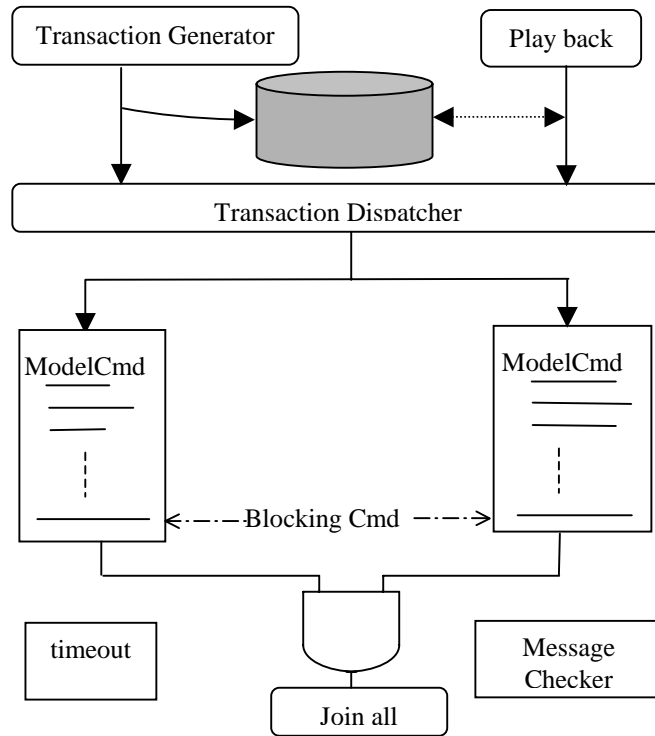 Transaction Generator
Play back
Transaction Dispatcher
ModelCmd
ModelCmd
Blocking Cmd
timeout
Message
Checker
Join all